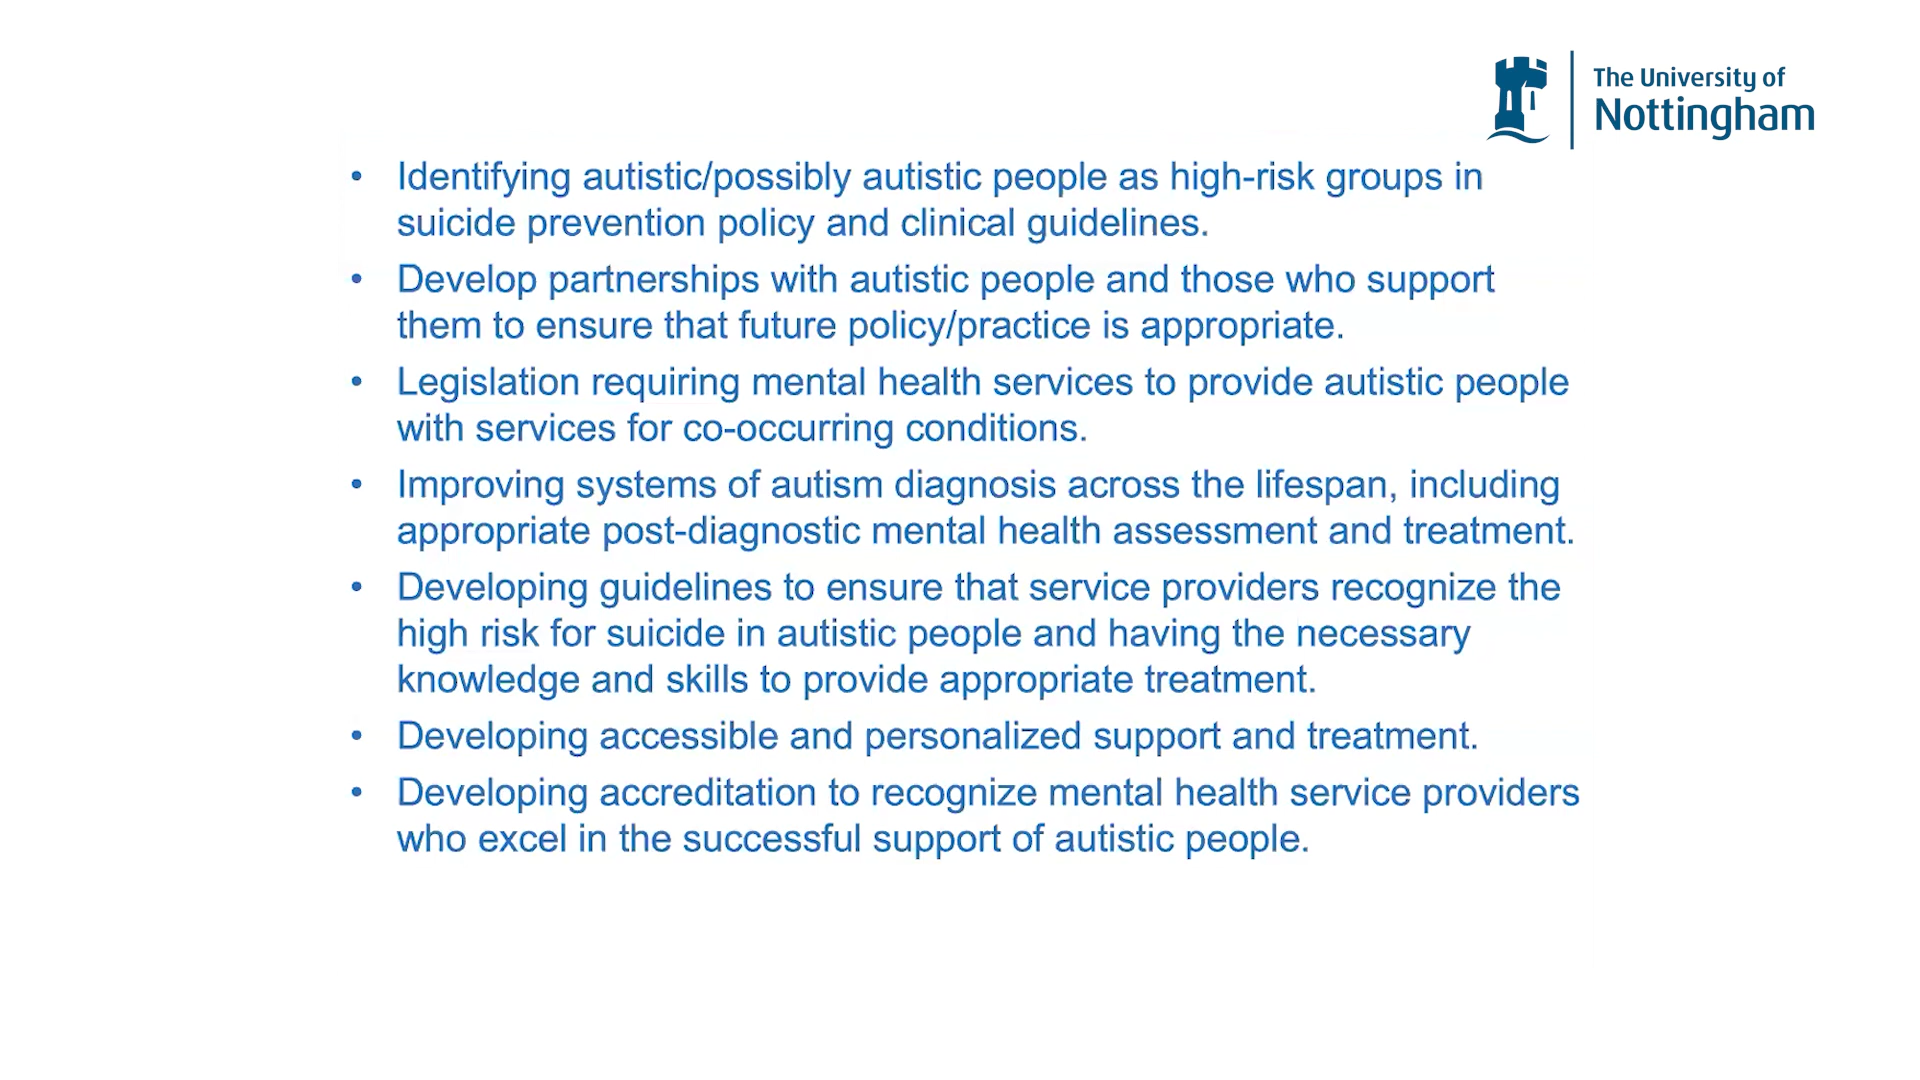 The University of
Nottingham
• Identifying autistic/possibly autistic people as high-risk groups in
suicide prevention policy and clinical guidelines.
• Develop partnerships with autistic people and those who support
them to ensure that future policy/practice is appropriate.
• Legislation requiring mental health services to provide autistic people
with services for co-occurring conditions.
• Improving systems of autism diagnosis across the lifespan, including
appropriate post-diagnostic mental health assessment and treatment.
• Developing guidelines to ensure that service providers recognize the
high risk for suicide in autistic people and having the necessary
knowledge and skills to provide appropriate treatment.
• Developing accessible and personalized support and treatment.
• Developing accreditation to recognize mental health service providers
who excel in the successful support of autistic people.